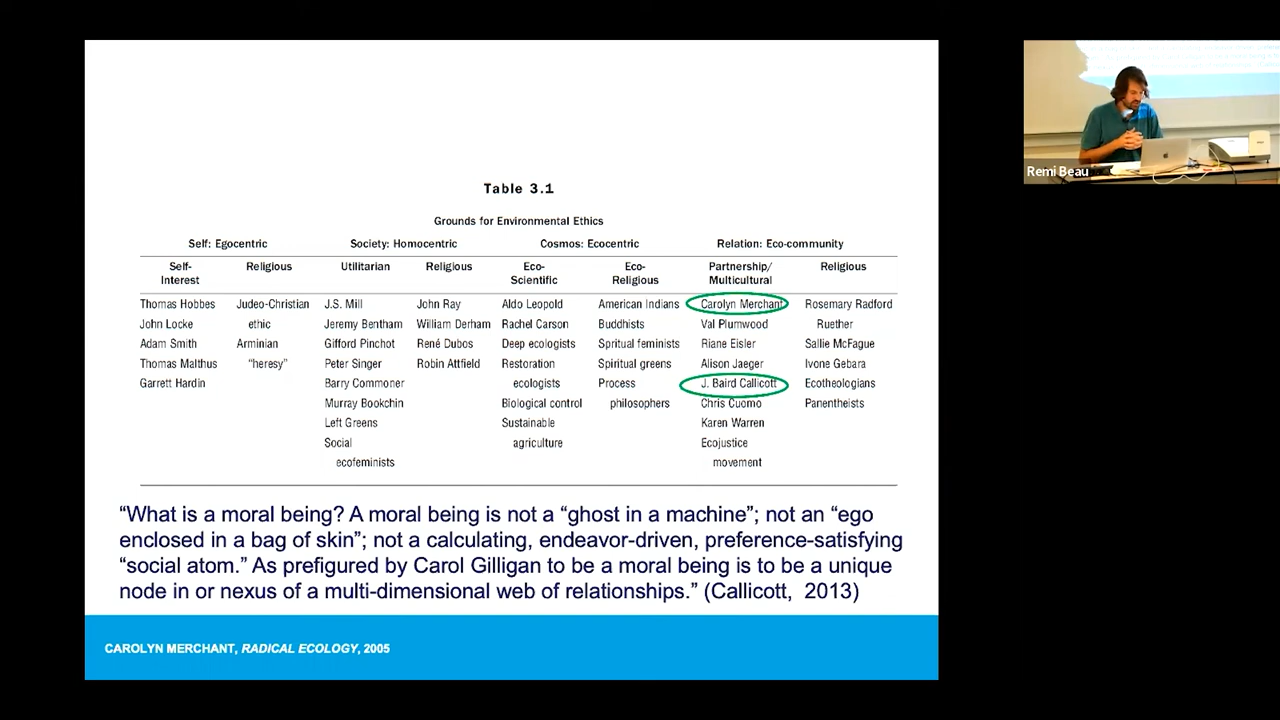 Table 3.1
Grounds for Environmental Ethics
Self: Egocentric Society: Homocentric Cosmos: Ecocentric Relation: Eco-community
Self-Interest Religious Utilitarian Religious Eco-Scientific Eco-Religious Partnership/Multicultural Religious
Thomas Hobbes Judeo-Christian J.S. Mill John Ray Aldo Leopold American Indians Carolyn Merchant Rosemary Radford
John Locke ethic Jeremy Bentham William Derham Rachel Carson Buddhists Val Plumwood Ruether
Adam Smith Arminian Gifford Pinchot René Dubos Deep ecologists Spritual feminists Riane Eisler Sallie McFague
Thomas Malthus "heresy" Peter Singer Robin Attfield Restoration Spiritual greens Alison Jaeger Ivone Gebara
Garrett Hardin Barry Commoner ecologists Process J. Baird Callicott Ecotheologians
Murray Bookchin Biological control philosophers Chris Cuomo Panentheists
Left Greens Sustainable Karen Warren
Social agriculture Ecojustice
ecofeminists movement
“What is a moral being? A moral being is not a “ghost in a machine”; not an “ego
enclosed in a bag of skin”; not a calculating, endeavor-driven, preference-satisfying
“social atom.” As prefigured by Carol Gilligan to be a moral being is to be a unique
node in or nexus of a multi-dimensional web of relationships.” (Callicott, 2013)
CAROLYN MERCHANT, RADICAL ECOLOGY, 2005
Remi Beau